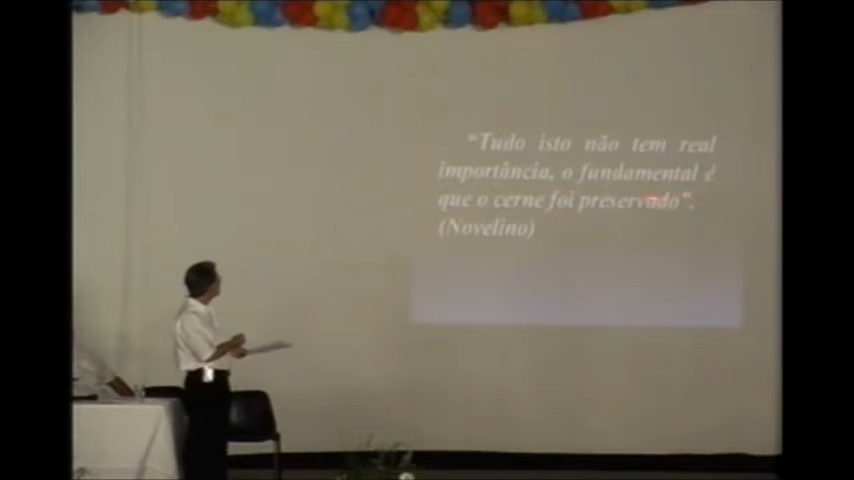 “Tudo isto não tem real
importância, o fundamental é
que o cerne foi preservado”.
(Novelino)